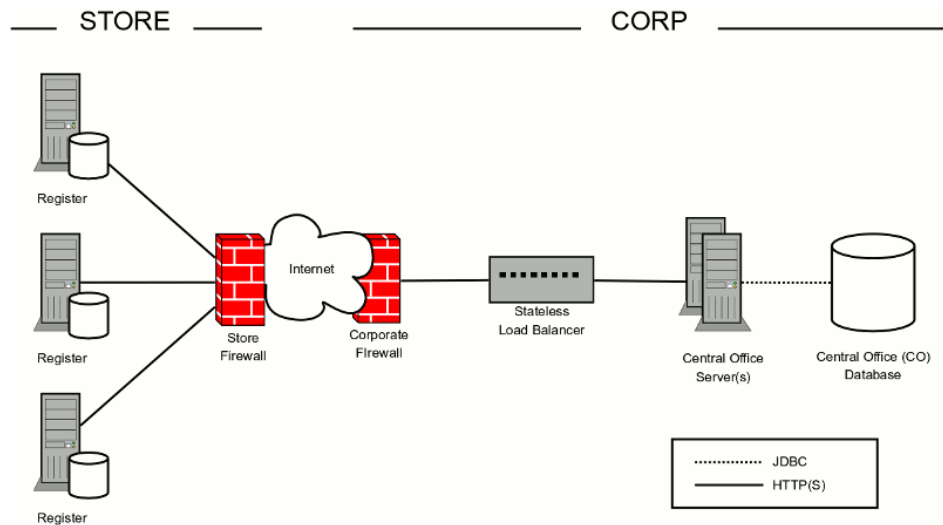 STORE
CORP
Register
Register
Register
Internet
Store
Firewall
Corporate
FIrewall
Stateless
Load Balancer
Central Office
Server(s)
Central Office (CO)
Database
JDBC
HTTP(S)